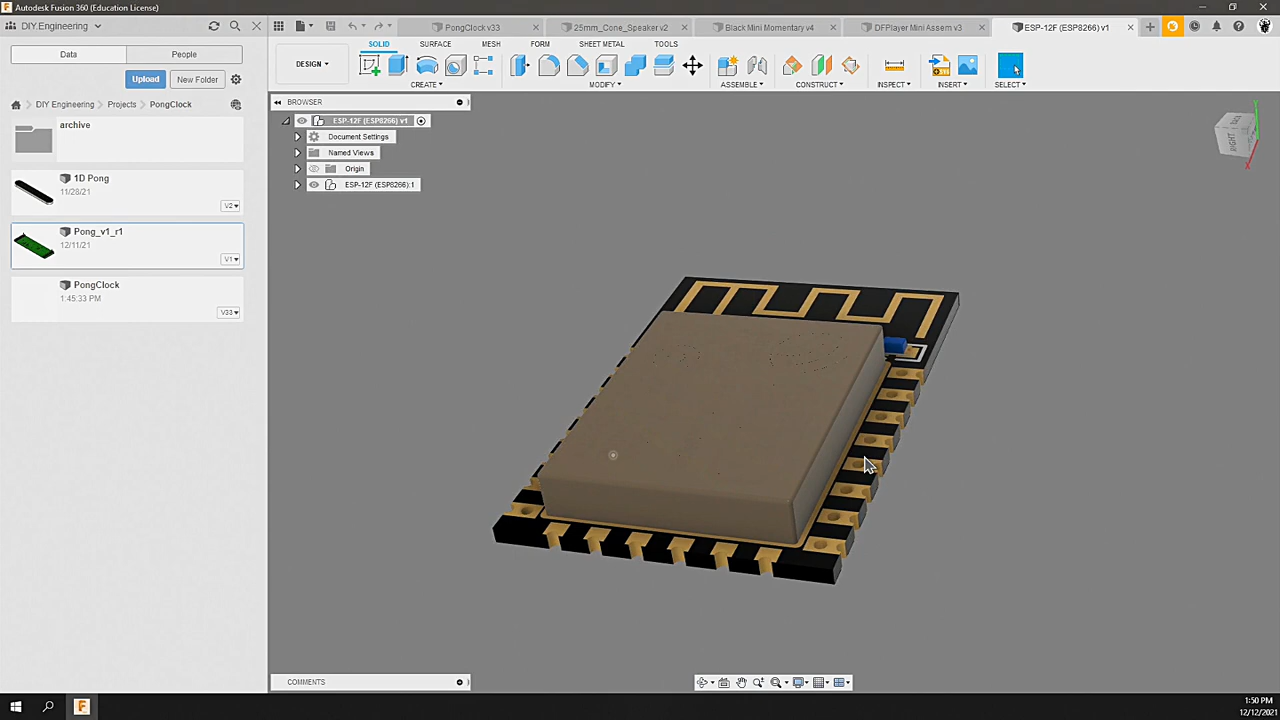 Autodesk Fusion 360 (Education License)
DIY.Engineering
PongClock v33
25mm_Cone_Speaker v2
Black Mini Momentary v4
DFPlayer Mini Assem v3
ESP-12F (ESP8266) v1
Data
People
SOLID
SURFACE
MESH
FORM
SHEET METAL
TOOLS
DESIGN
Upload
New Folder
CREATE
MODIFY
ASSEMBLE
CONSTRUCT
INSPECT
INSERT
SELECT
DIY Engineering
Projects
PongClock
BROWSER
ESP-12F (ESP8266) v1
Document Settings
Named Views
Origin
ESP-12F (ESP8266):1
archive
1D Pong
11/28/21
V2
Pong_v1_r1
12/11/21
V1
PongClock
1:45:33 PM
V33
RIGHT
COMMENTS
1:50 PM
12/12/2021